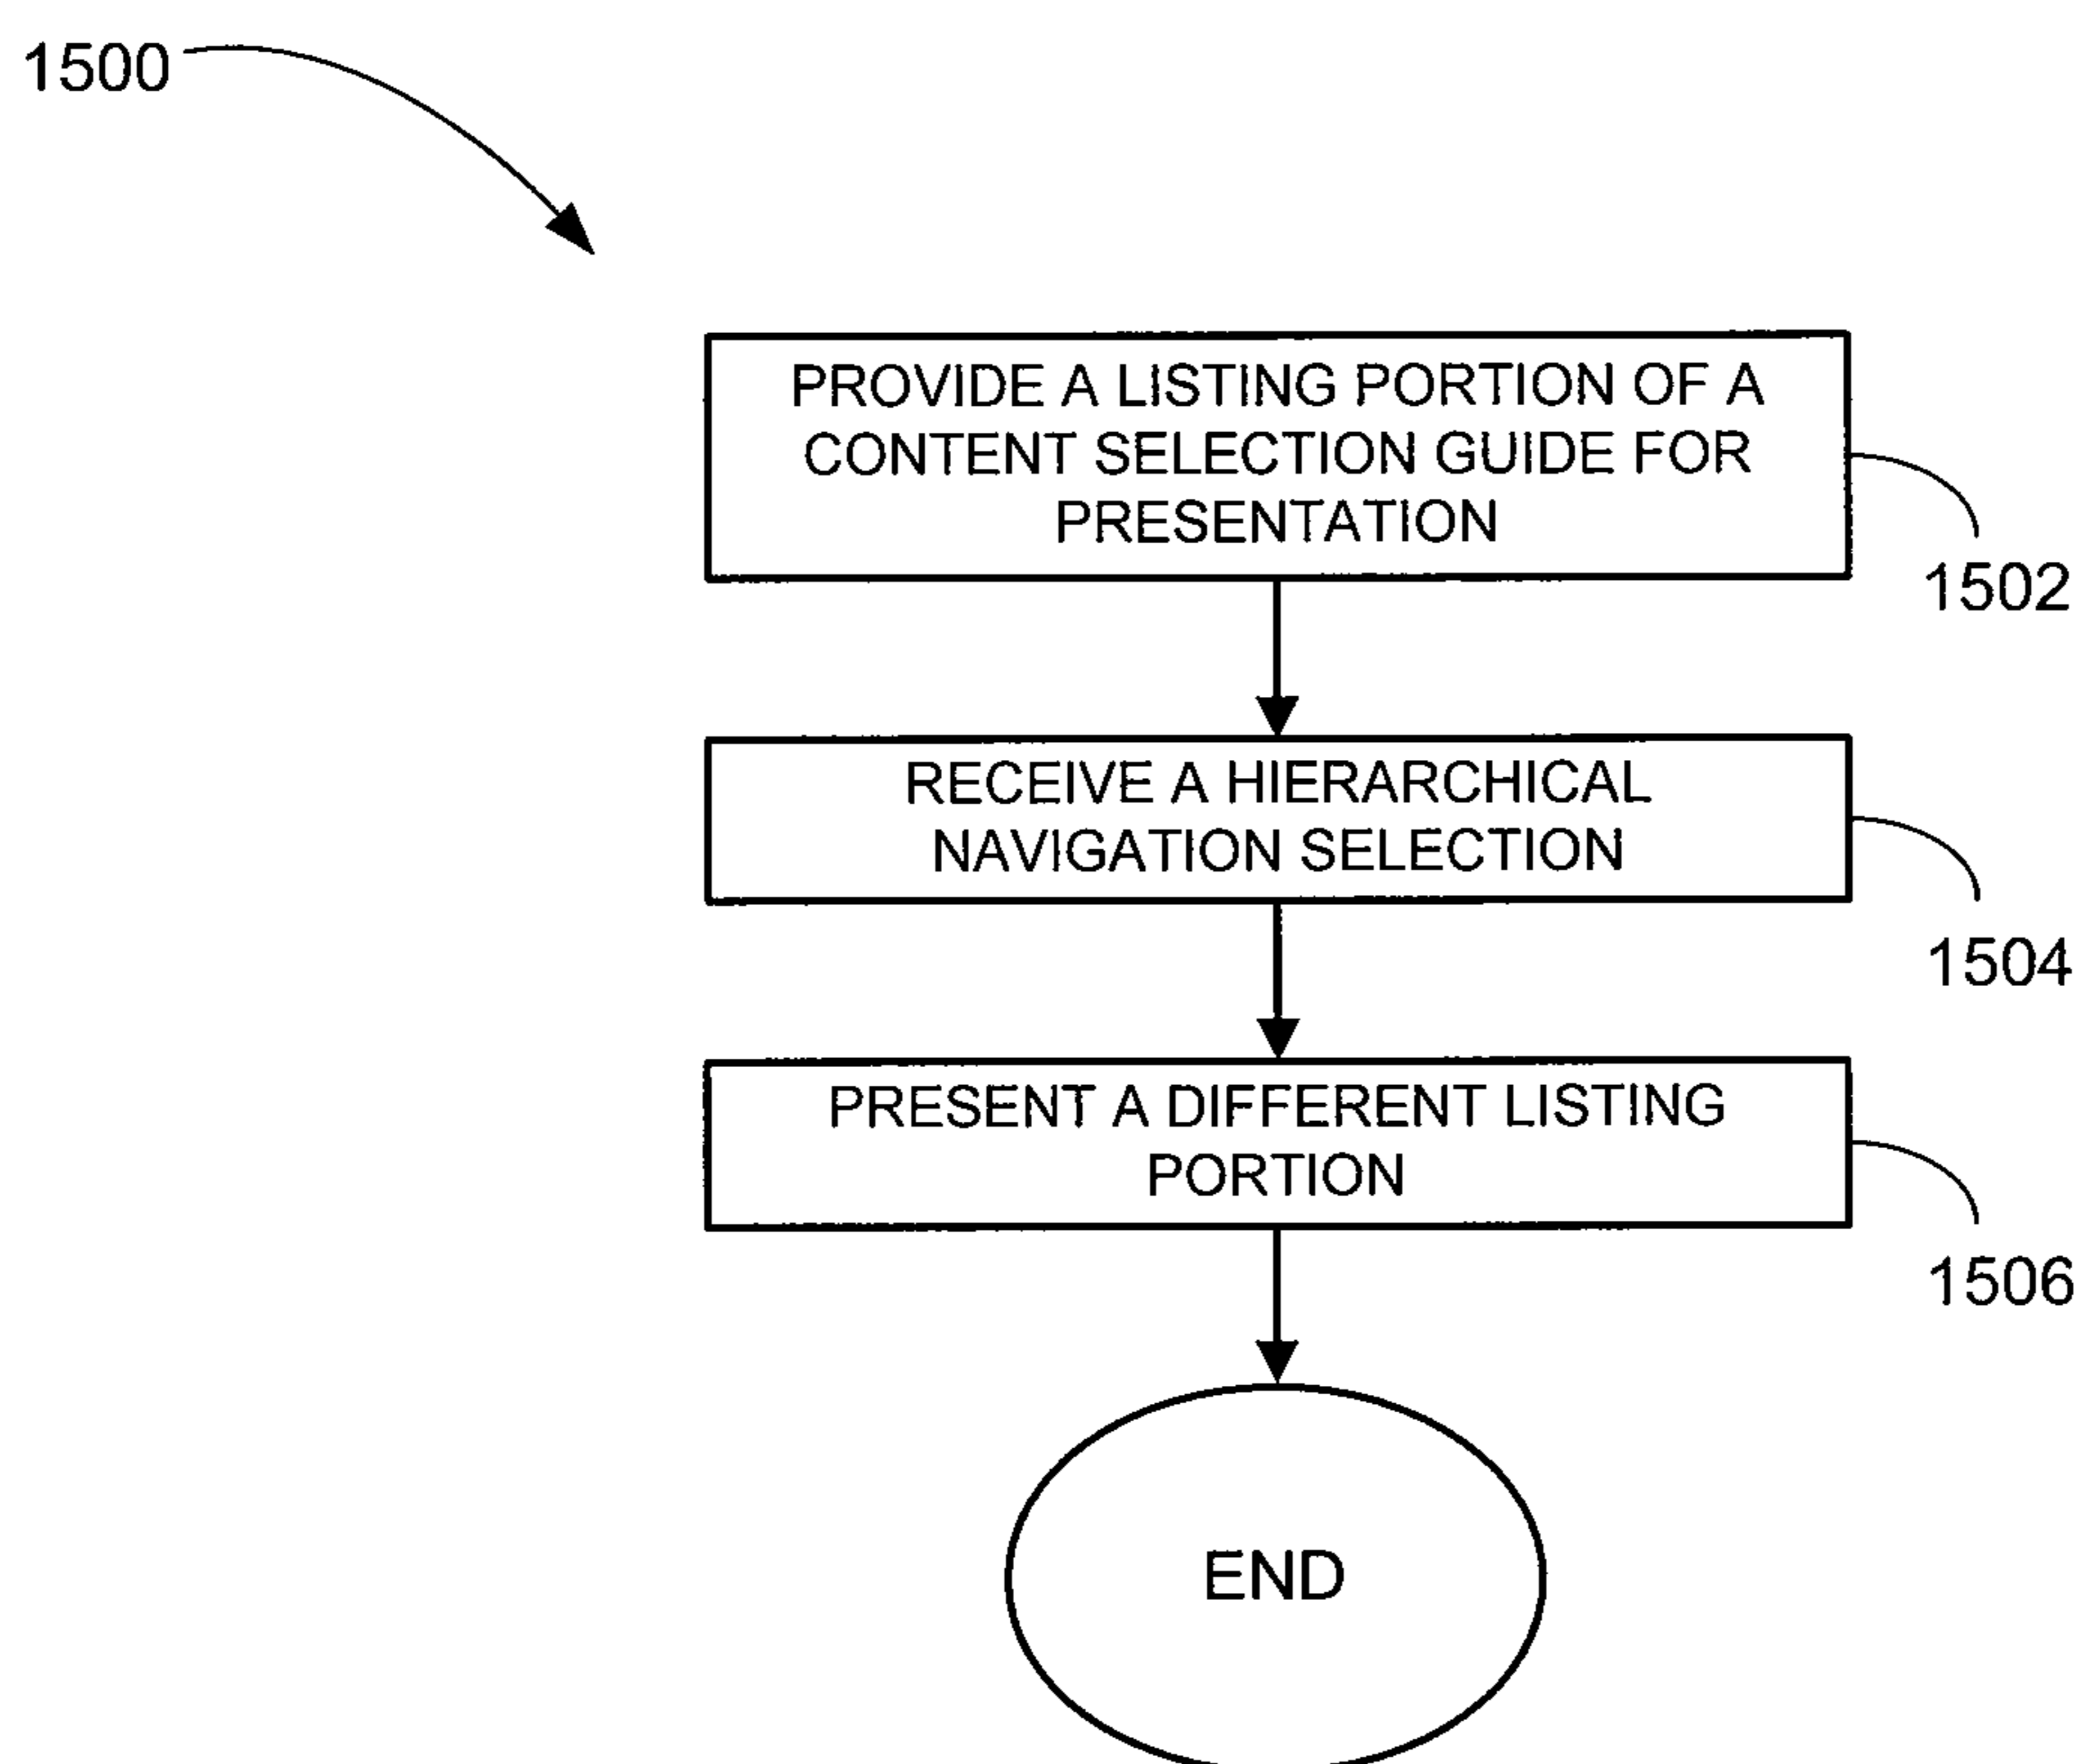 1500
PROVIDE A LISTING PORTION OF A
CONTENT SELECTION GUIDE FOR
PRESENTATION
1502
RECEIVE A HIERARCHICAL
NAVIGATION SELECTION
1504
PRESENT A DIFFERENT LISTING
PORTION
1506
END